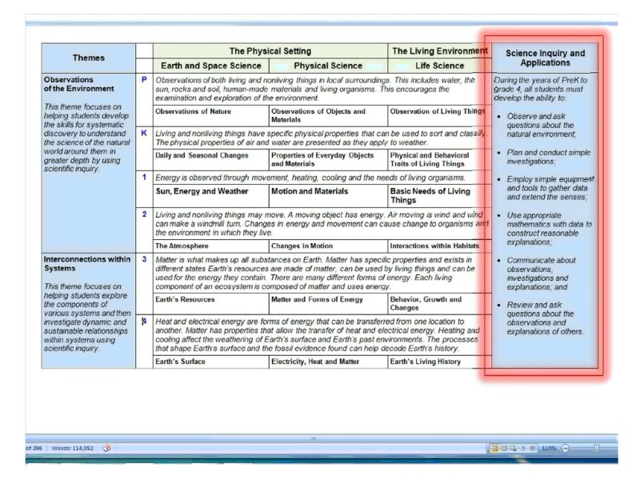 Themes
The Physical Setting
The Living Environment
Science Inquiry and
Applications
Earth and Space Science
Physical Science
Life Science
Observations
of the Environment
This theme focuses on
helping students develop
the skills for systematic
discovery to understand
the science of the natural
world around them in
greater depth by using
scientific inquiry.
P
Observations of both living and nonliving things in local surroundings. This includes water, the
sun, rocks and soil, human-made materials and living organisms. This encourages the
examination and exploration of the environment.
Observations of Nature
Observations of Objects and
Materials
Observation of Living Things
K
Living and nonliving things have specific physical properties that can be used to sort and classify.
The physical properties of air and water are presented as they apply to weather.
Daily and Seasonal Changes
Properties of Everyday Objects
and Materials
Physical and Behavioral
Traits of Living Things
1
Energy is observed through movement, heating, cooling and the needs of living organisms.
Sun, Energy and Weather
Motion and Materials
Basic Needs of Living
Things
2
Living and nonliving things may move. A moving object has energy. Air moving is wind and wind
can make a windmill turn. Changes in energy and movement can cause change to organisms and
the environment in which they live.
The Atmosphere
Changes in Motion
Interactions within Habitats
Interconnections within
Systems
This theme focuses on
helping students explore
the components of
various systems and then
investigate dynamic and
sustainable relationships
within systems using
scientific inquiry.
3
Matter is what makes up all substances on Earth. Matter has specific properties and exists in
different states Earth's resources are made of matter, can be used by living things and can be
used for the energy they contain. There are many different forms of energy. Each living
component of an ecosystem is composed of matter and uses energy.
Earth's Resources
Matter and Forms of Energy
Behavior, Growth and
Changes
4
Heat and electrical energy are forms of energy that can be transferred from one location to
another. Matter has properties that allow the transfer of heat and electrical energy. Heating and
cooling affect the weathering of Earth's surface and Earth's past environments. The processes
that shape Earth's surface and the fossil evidence found can help decode Earth's history.
Earth's Surface
Electricity, Heat and Matter
Earth's Living History
During the years of PreK to
grade 4, all students must
develop the ability to:
• Observe and ask
questions about the
natural environment;
• Plan and conduct simple
investigations;
• Employ simple equipment
and tools to gather data
and extend the senses;
• Use appropriate
mathematics with data to
construct reasonable
explanations;
• Communicate about
observations,
investigations and
explanations; and
• Review and ask
questions about the
observations and
explanations of others.
of 296 Words: 114,092
110%